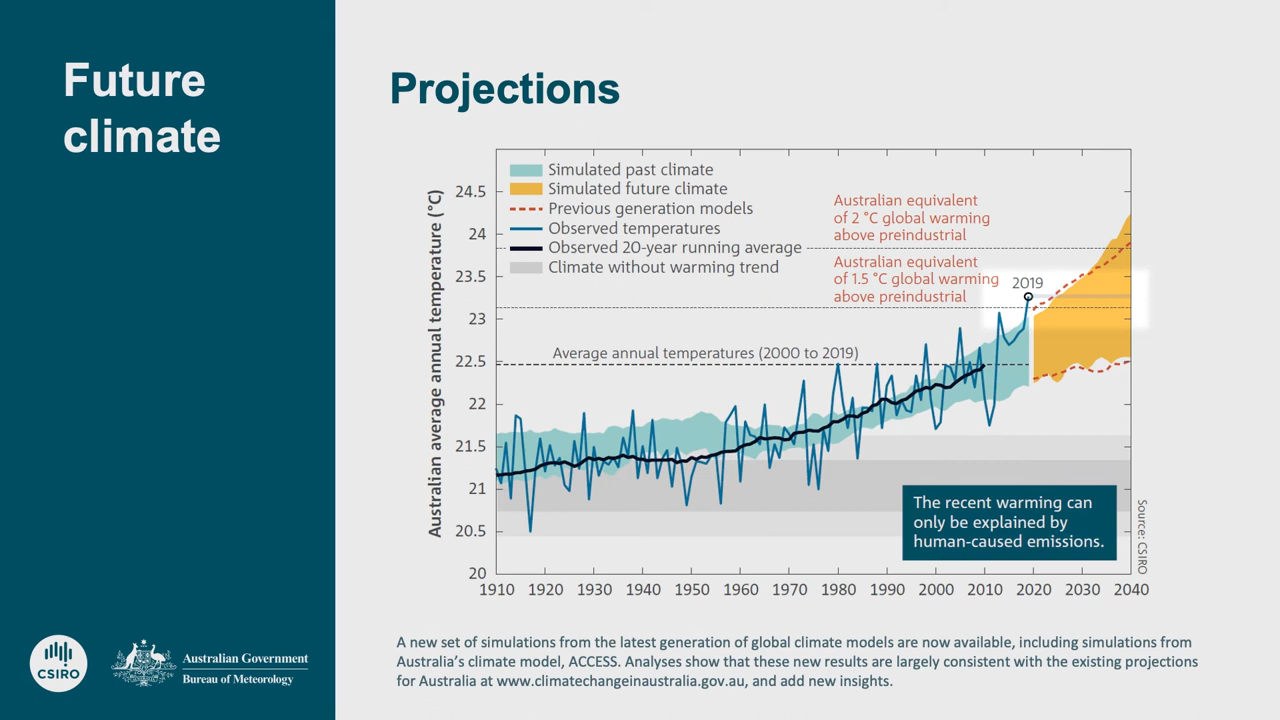 Future
climate
Projections
Simulated past climate
Simulated future climate
Previous generation models
Observed temperatures
Observed 20-year running average
Climate without warming trend
Australian equivalent
of 2 °C global warming
above preindustrial
Australian equivalent
of 1.5 °C global warming
above preindustrial
2019
Average annual temperatures (2000 to 2019)
Australian average annual temperature (°C)
24.5
24
23.5
23
22.5
22
21.5
21
20.5
20
1910 1920 1930 1940 1950 1960 1970 1980 1990 2000 2010 2020 2030 2040
The recent warming can
only be explained by
human-caused emissions.
Source: CSIRO
A new set of simulations from the latest generation of global climate models are now available, including simulations from
Australia's climate model, ACCESS. Analyses show that these new results are largely consistent with the existing projections
for Australia at www.climatechangeinaustralia.gov.au, and add new insights.
CSIRO
Australian Government
Bureau of Meteorology